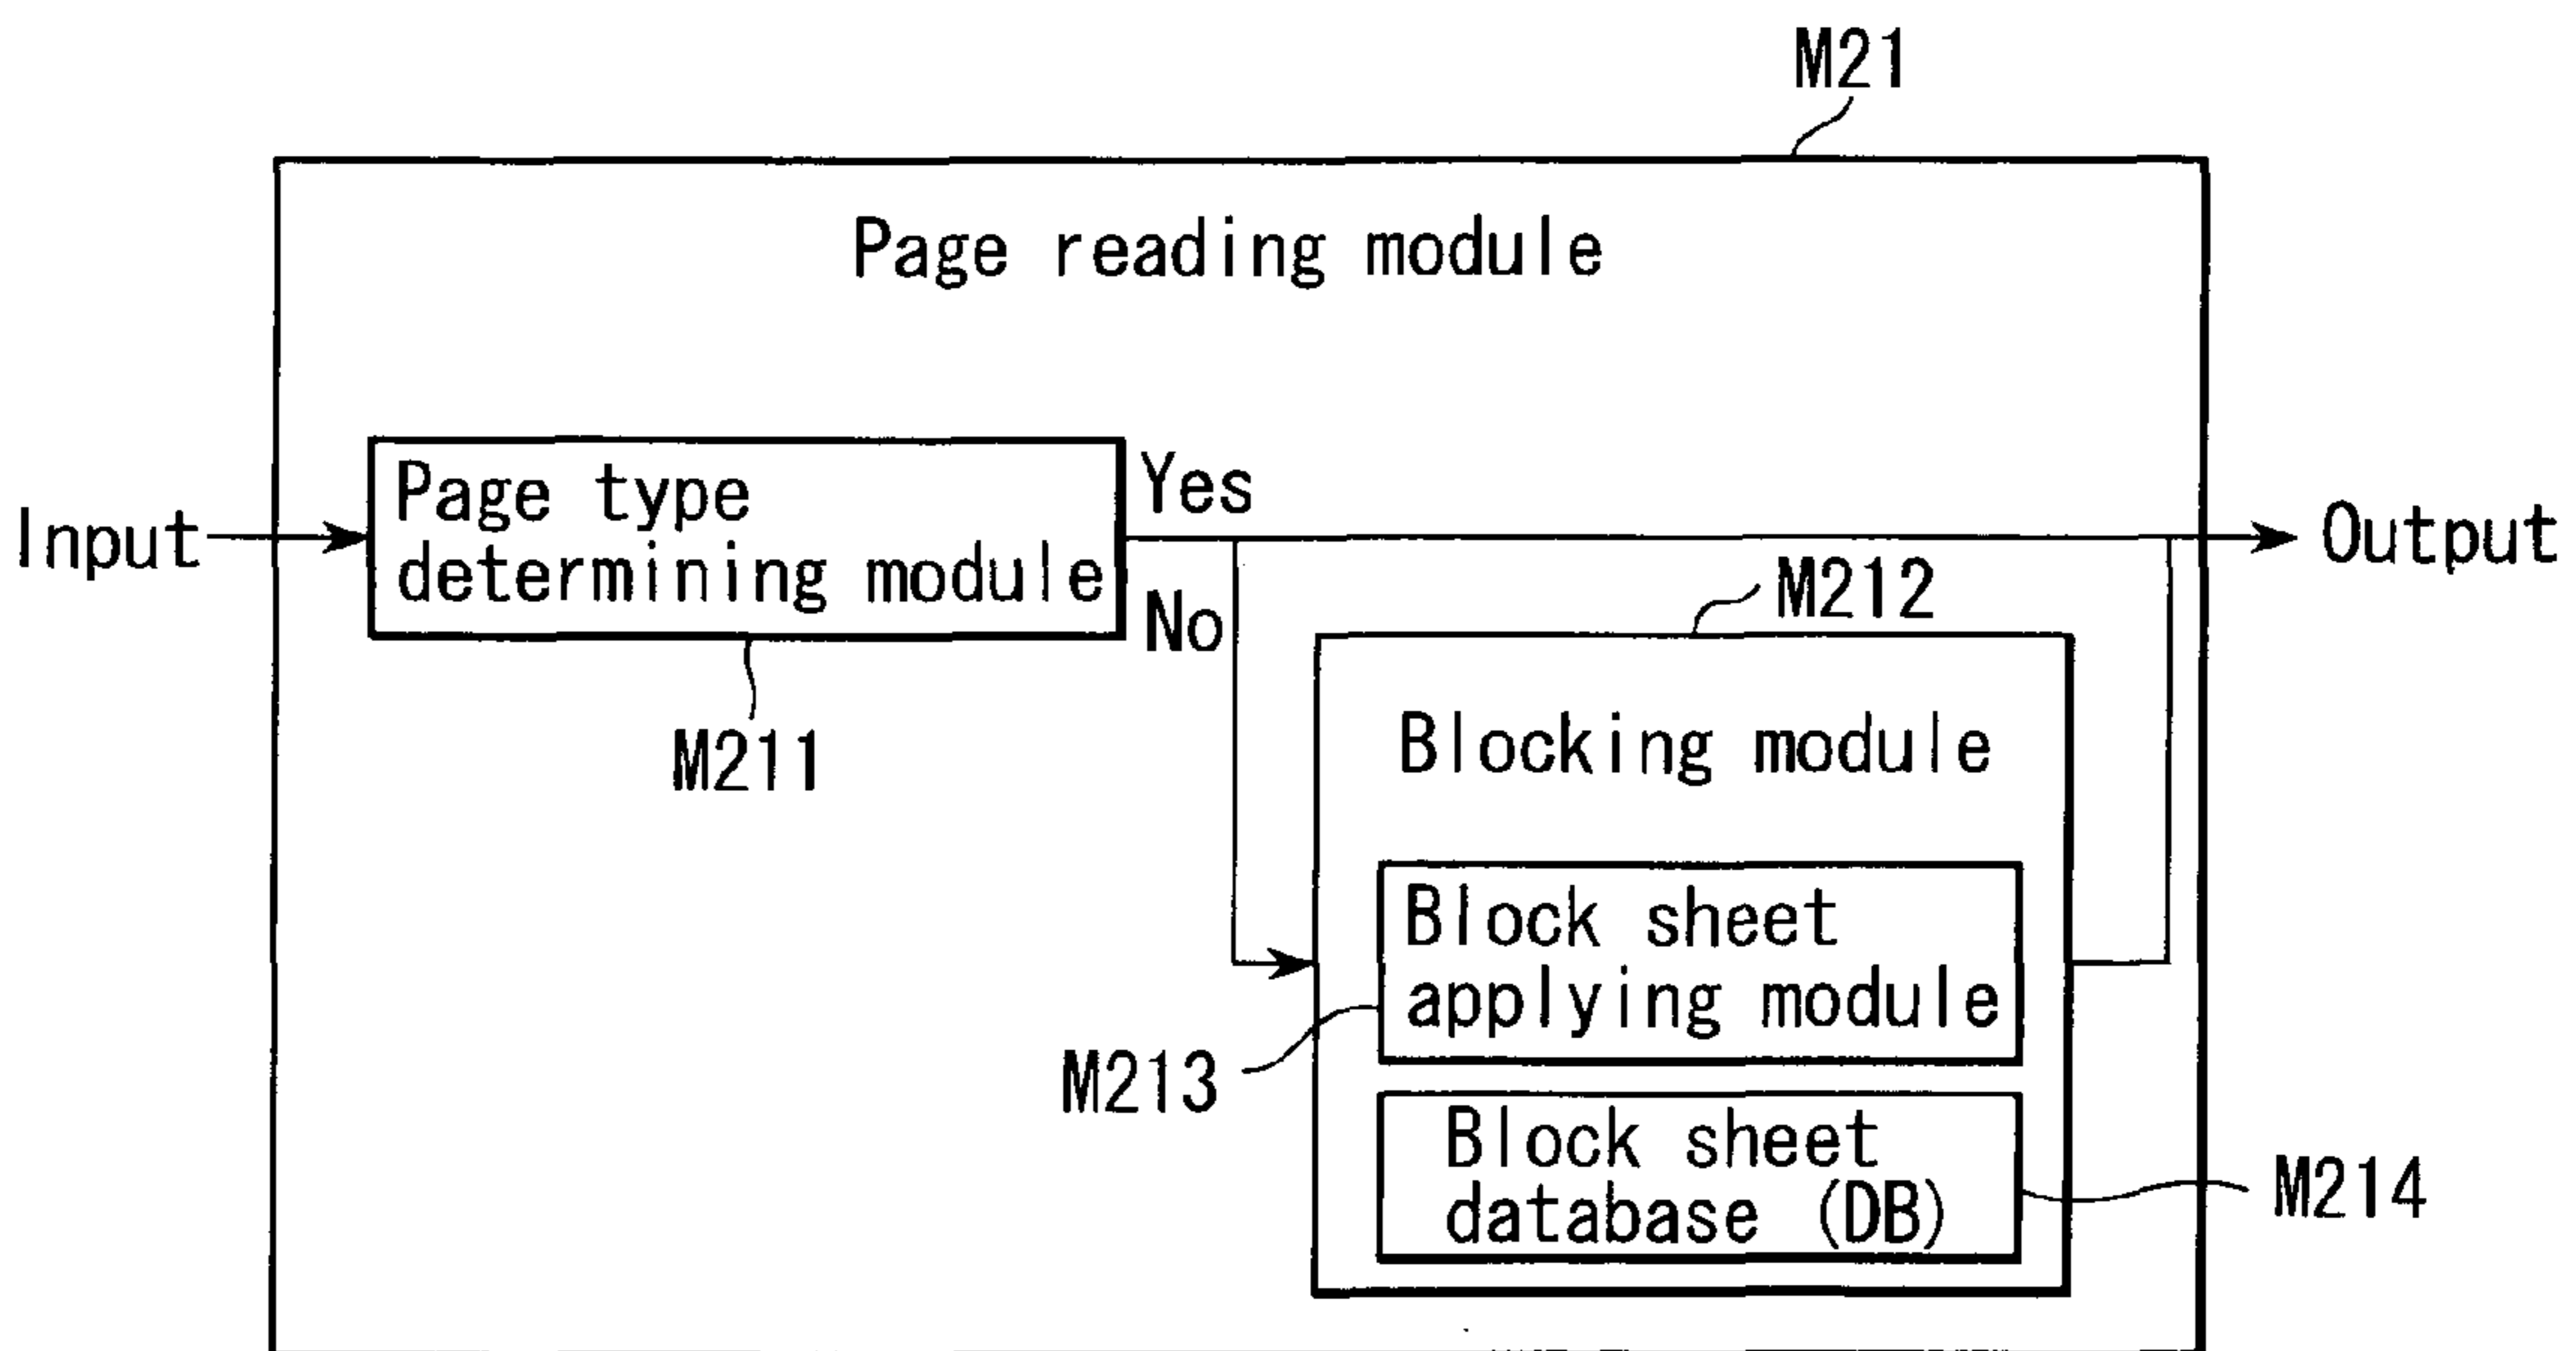 M21
Page reading module
Input
Page type
determining module
Yes
No
Output
M211
M212
Blocking module
Block sheet
applying module
M213
Block sheet
database (DB)
M214